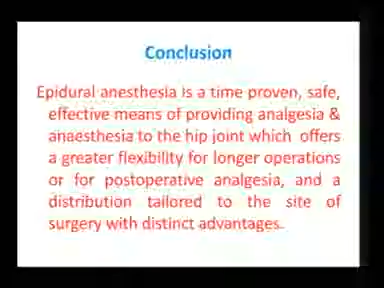 Conclusion
Epidural anesthesia is a time proven, safe,
effective means of providing analgesia &
anaesthesia to the hip joint which offers
a greater flexibility for longer operations
or for postoperative analgesia, and a
distribution tailored to the site of
surgery with distinct advantages.